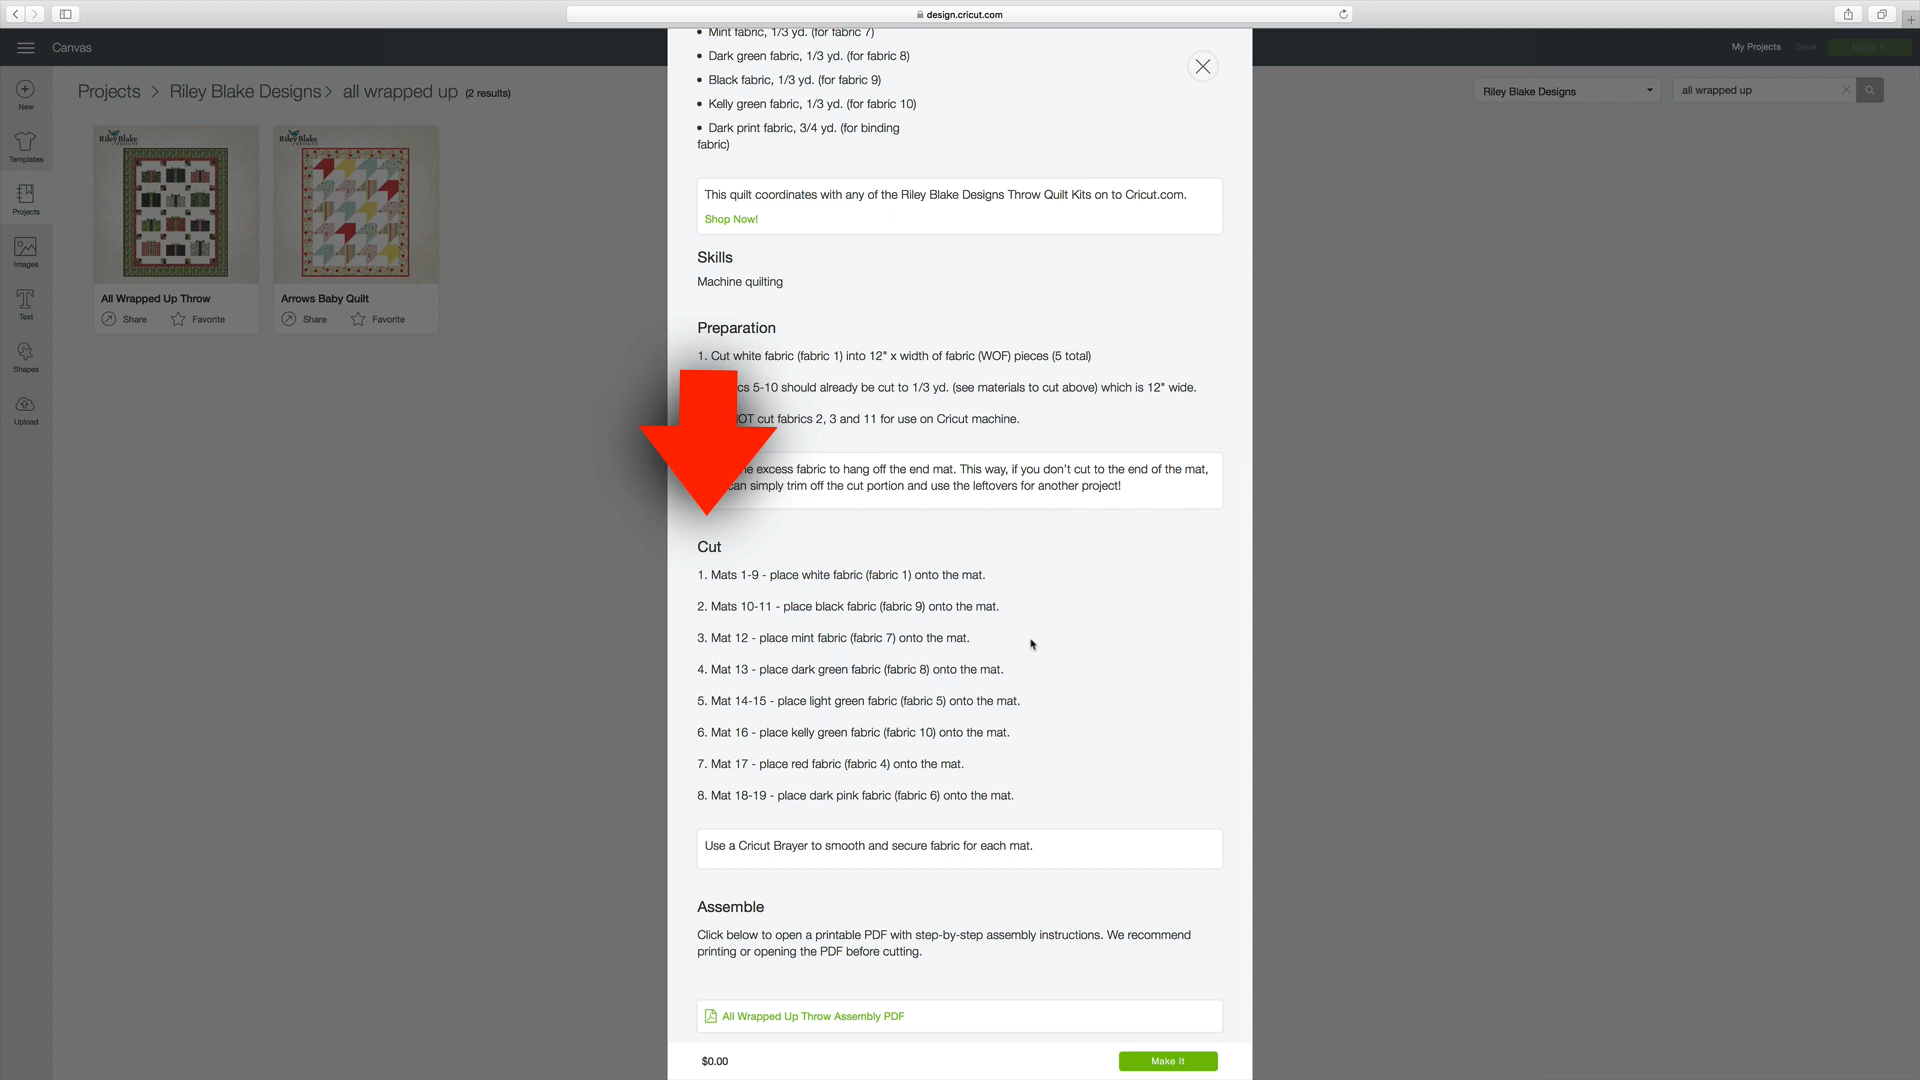 design.cricut.com
Canvas
My Projects
Save
Make It
New
Templates
Projects
Images
Text
Shapes
Upload
Projects > Riley Blake Designs > all wrapped up (2 results)
Riley Blake Designs
all wrapped up
Riley Blake
DESIGNS
Riley Blake
DESIGNS
All Wrapped Up Throw
Share
Favorite
Arrows Baby Quilt
Share
Favorite
• Mint fabric, 1/3 yd. (for fabric 7)
• Dark green fabric, 1/3 yd. (for fabric 8)
• Black fabric, 1/3 yd. (for fabric 9)
• Kelly green fabric, 1/3 yd. (for fabric 10)
• Dark print fabric, 3/4 yd. (for binding
fabric)
This quilt coordinates with any of the Riley Blake Designs Throw Quilt Kits on to Cricut.com.
Shop Now!
Skills
Machine quilting
Preparation
1. Cut white fabric (fabric 1) into 12" x width of fabric (WOF) pieces (5 total)
5-10 should already be cut to 1/3 yd. (see materials to cut above) which is 12" wide.
cut fabrics 2, 3 and 11 for use on Cricut machine.
excess fabric to hang off the end mat. This way, if you don't cut to the end of the mat,
can simply trim off the cut portion and use the leftovers for another project!
Cut
1. Mats 1-9 - place white fabric (fabric 1) onto the mat.
2. Mats 10-11 - place black fabric (fabric 9) onto the mat.
3. Mat 12 - place mint fabric (fabric 7) onto the mat.
4. Mat 13 - place dark green fabric (fabric 8) onto the mat.
5. Mat 14-15 - place light green fabric (fabric 5) onto the mat.
6. Mat 16 - place kelly green fabric (fabric 10) onto the mat.
7. Mat 17 - place red fabric (fabric 4) onto the mat.
8. Mat 18-19 - place dark pink fabric (fabric 6) onto the mat.
Use a Cricut Brayer to smooth and secure fabric for each mat.
Assemble
Click below to open a printable PDF with step-by-step assembly instructions. We recommend
printing or opening the PDF before cutting.
All Wrapped Up Throw Assembly PDF
$0.00
Make It